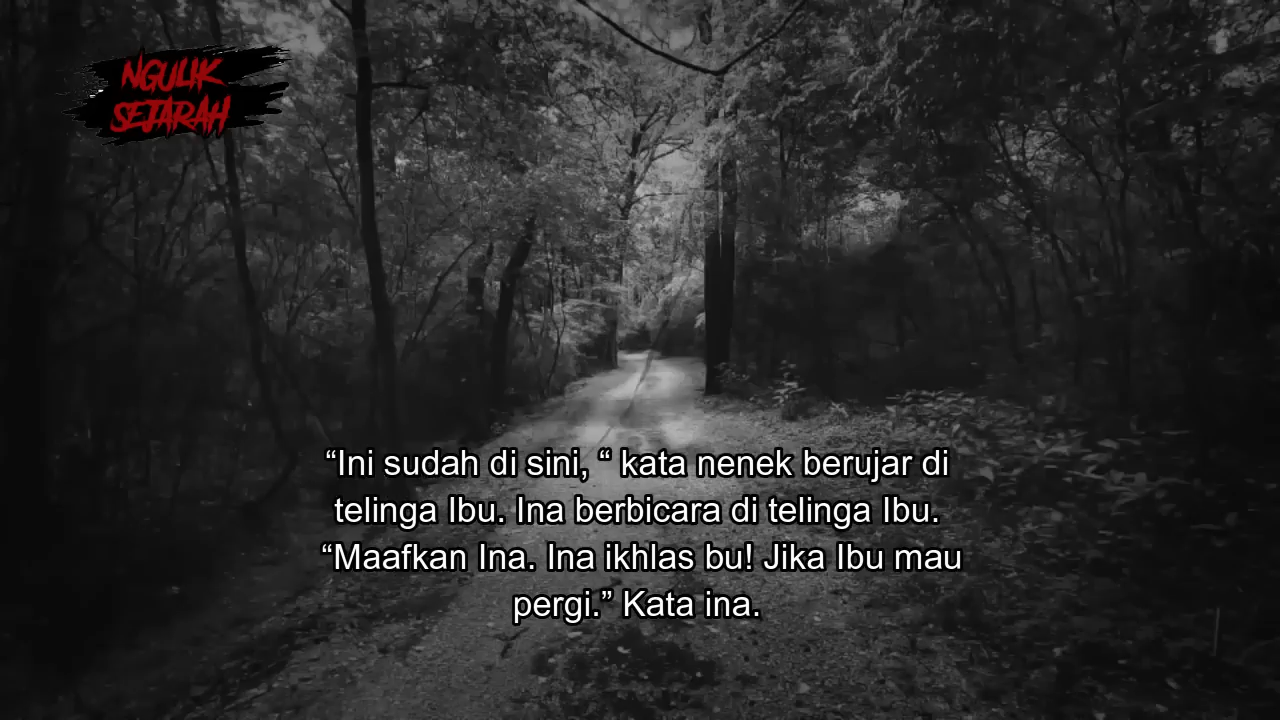 NGULIK
SEJARAH
“Ini sudah di sini, “ kata nenek berujar di
telinga Ibu. Ina berbicara di telinga Ibu.
“Maafkan Ina. Ina ikhlas bu! Jika Ibu mau
pergi.” Kata ina.